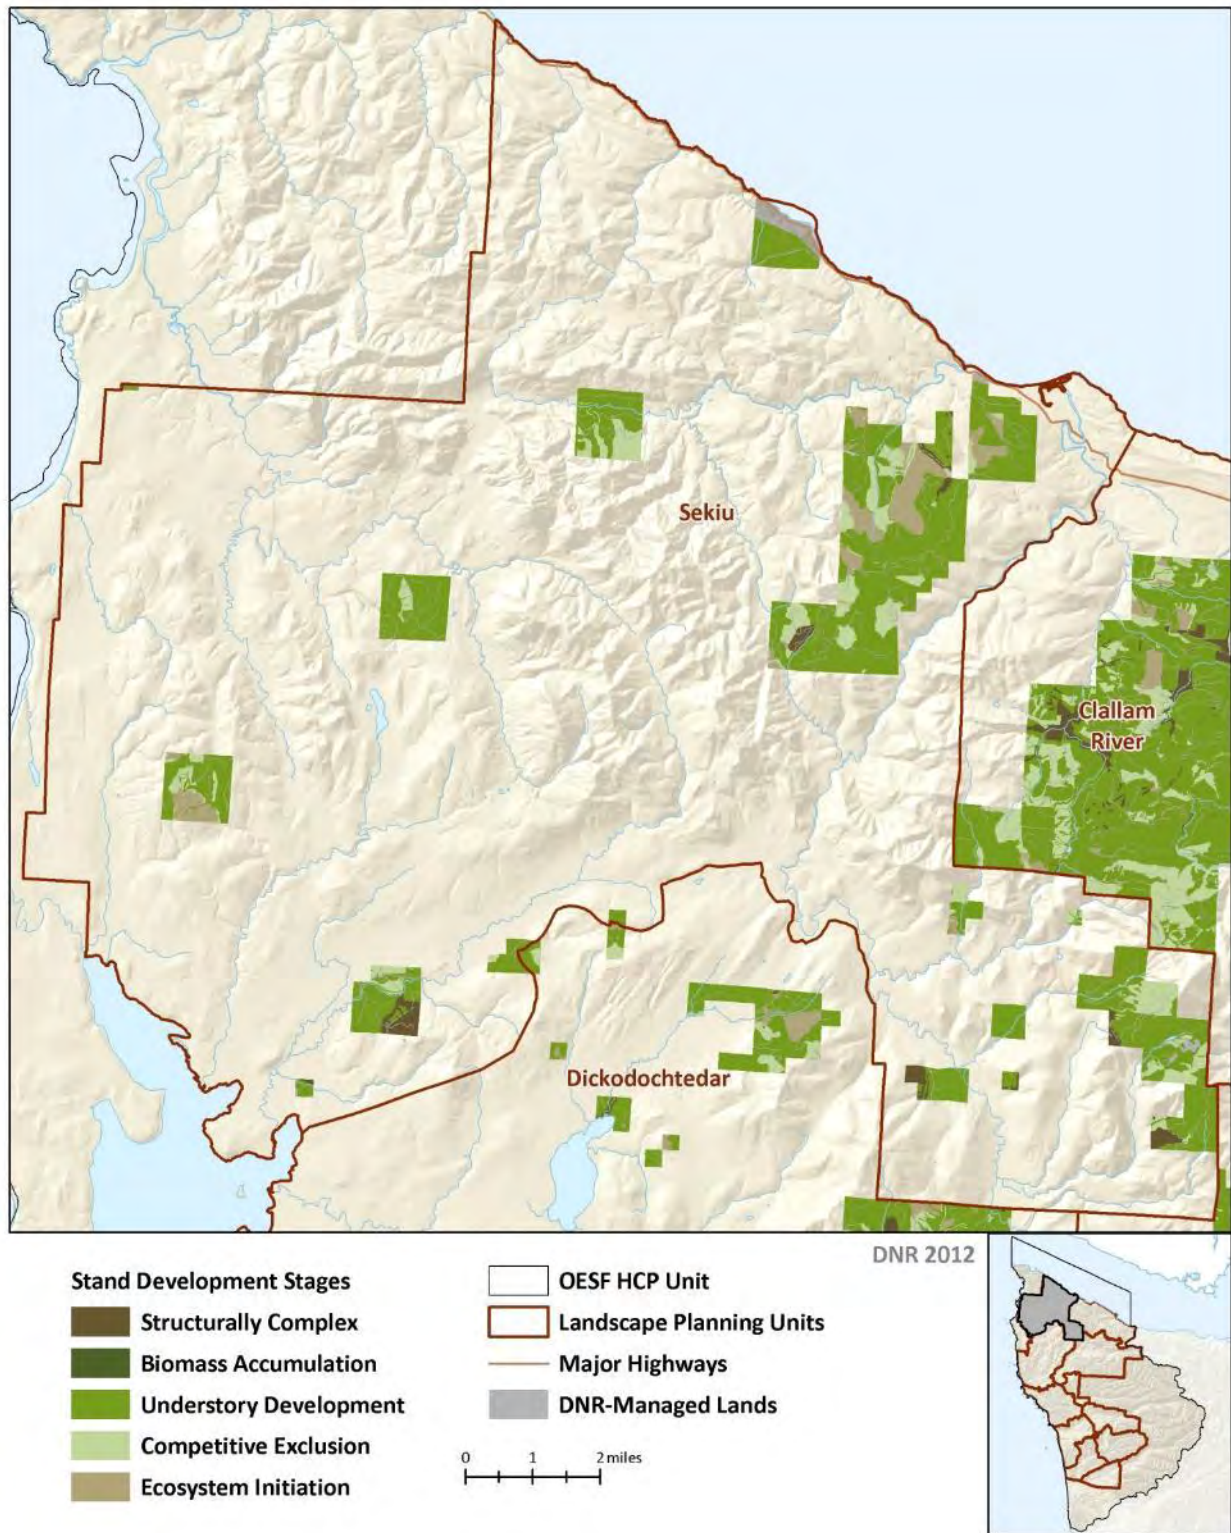 Sekiu
Clallam
River
Dickodochtedar
DNR 2012
Stand Development Stages
Structurally Complex
Biomass Accumulation
Understory Development
Competitive Exclusion
Ecosystem Initiation
OESF HCP Unit
Landscape Planning Units
Major Highways
DNR-Managed Lands
0 1 2 miles